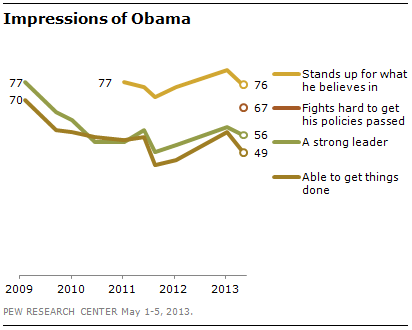 Impressions of Obama
77
70
77
76
67
56
49
Stands up for what
he believes in
Fights hard to get
his policies passed
A strong leader
Able to get things
done
2009 2010 2011 2012 2013
PEW RESEARCH CENTER May 1-5, 2013.